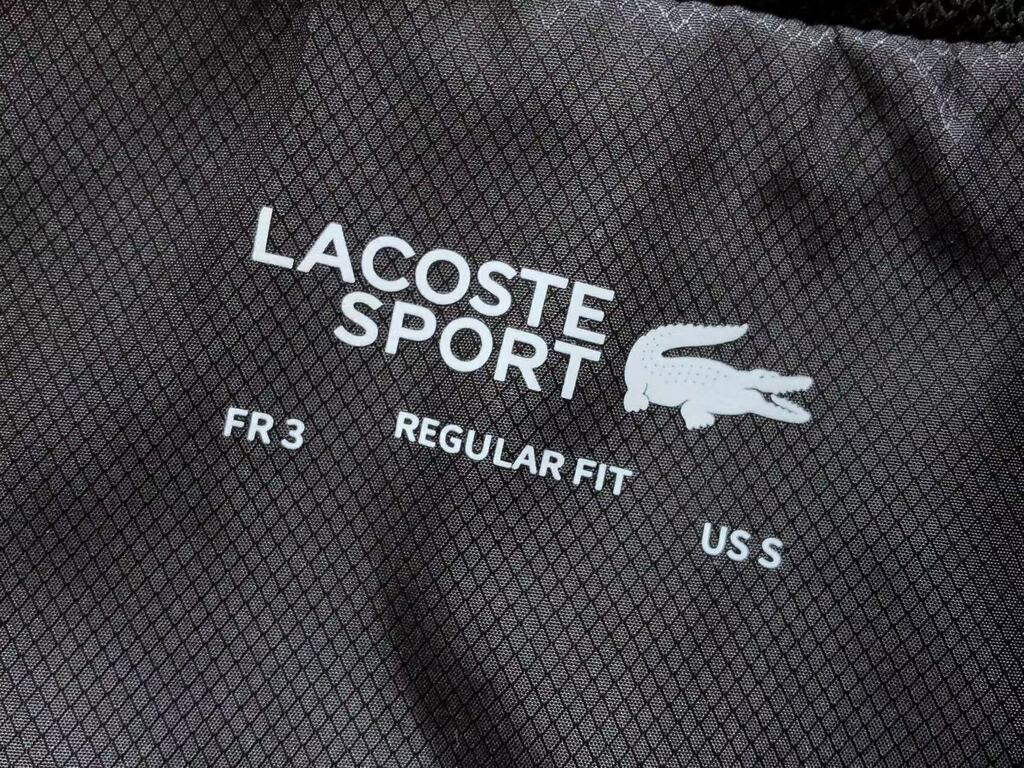 LACOSTE
SPORT
FR 3
REGULAR FIT
US S